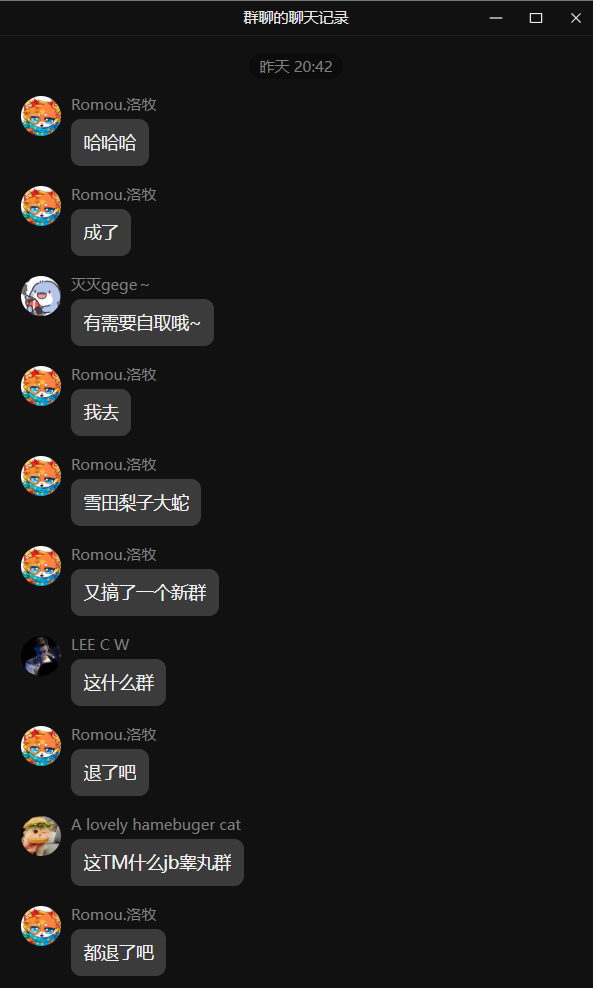 群聊的聊天记录
昨天 20:42
Romou.洛牧
哈哈哈
Romou.洛牧
成了
灭灭gege～
有需要自取哦~
Romou.洛牧
我去
Romou.洛牧
雪田梨子大蛇
Romou.洛牧
又搞了一个新群
LEE C W
这什么群
Romou.洛牧
退了吧
A lovely hamebuger cat
这TM什么jb睾丸群
Romou.洛牧
都退了吧